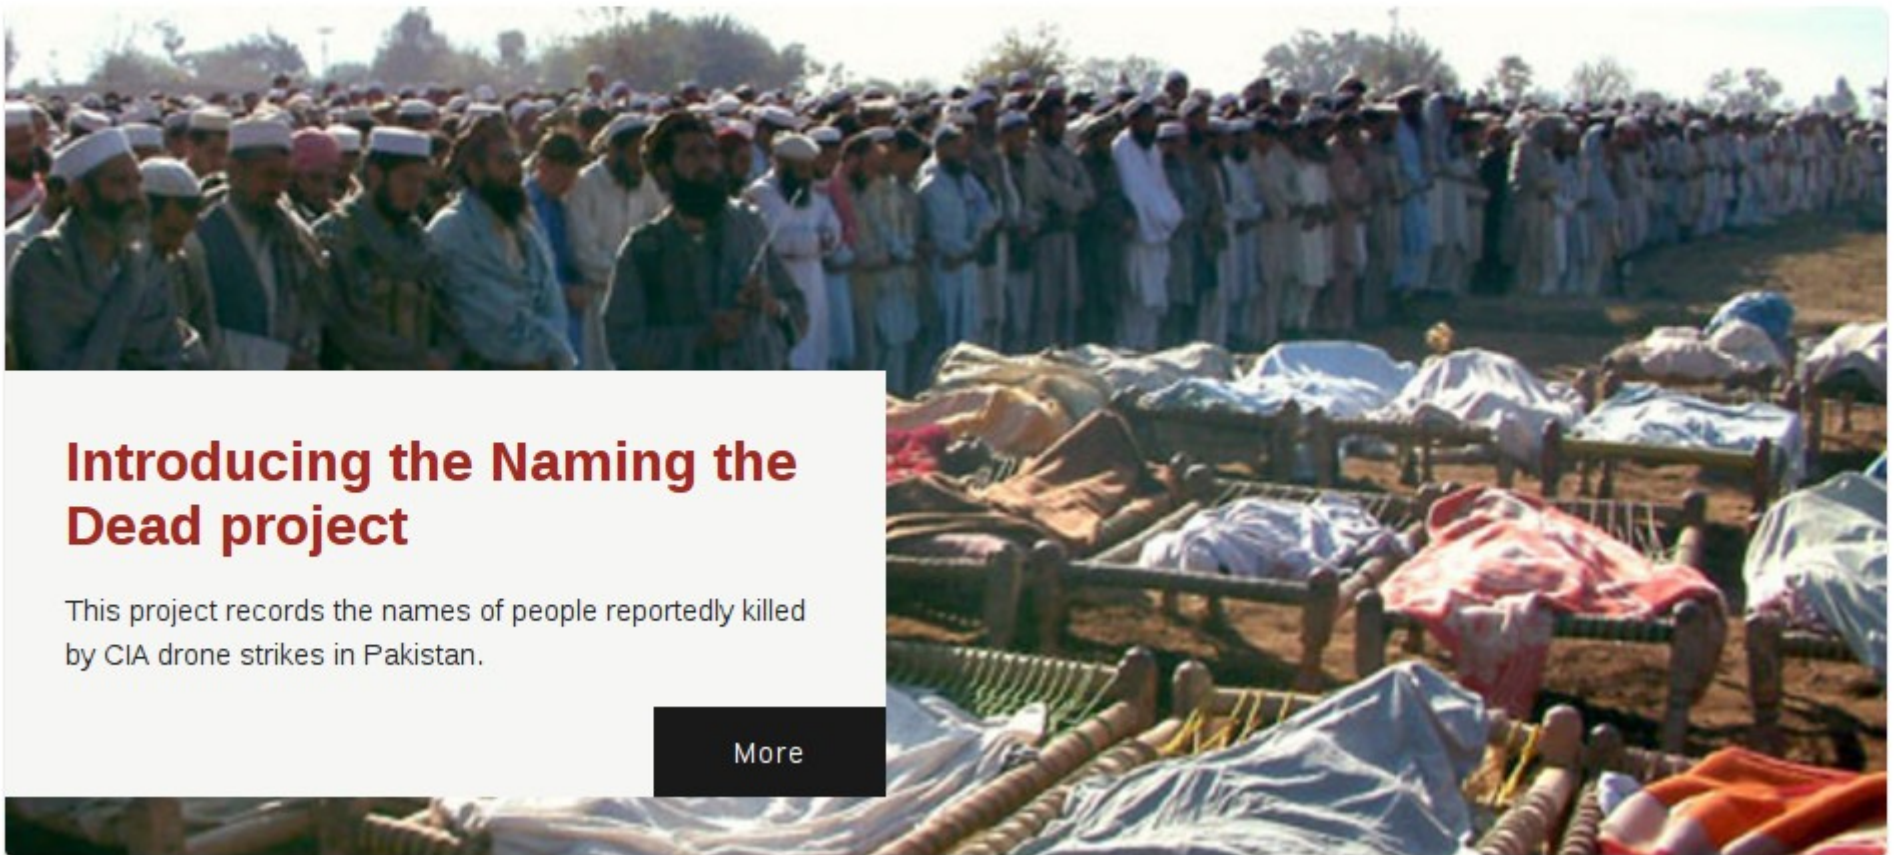 Introducing the Naming the
Dead project
This project records the names of people reportedly killed
by CIA drone strikes in Pakistan.
More